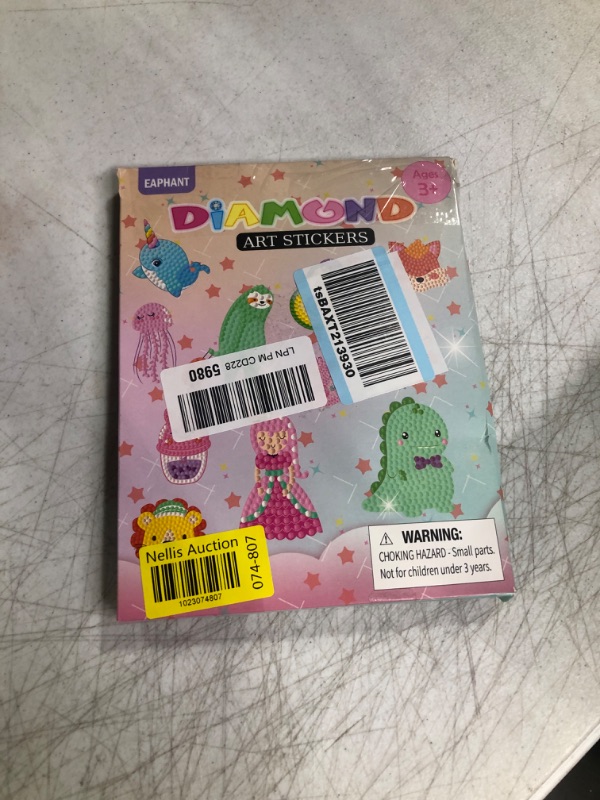 EAPHANT
Ages
3+
DiAMOND
ART STICKERS
tsBAXT213930
LPN PM CD228 5980
Nellis Auction
074-807
1023074807
WARNING:
CHOKING HAZARD - Small parts.
Not for children under 3 years.